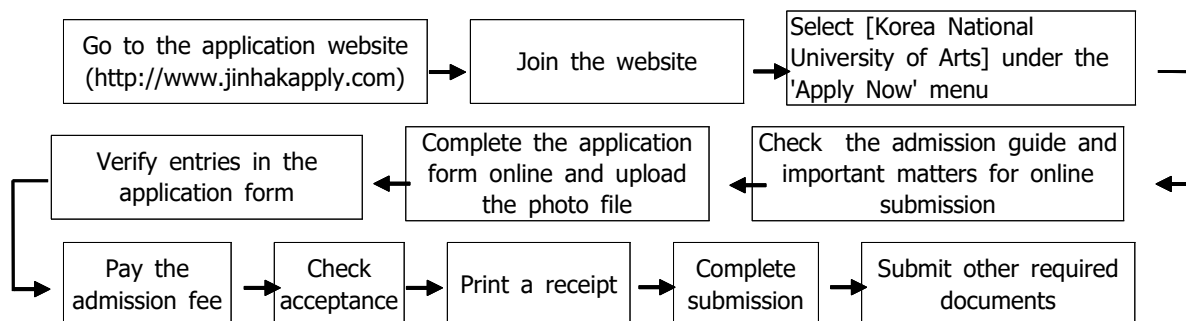 Go to the application website
(http://www.jinhakapply.com)
Join the website
Select [Korea National
University of Arts] under the
'Apply Now' menu
Check the admission guide and
important matters for online
submission
Complete the application
form online and upload
the photo file
Verify entries in the
application form
Pay the
admission fee
Check
acceptance
Print a receipt
Complete
submission
Submit other required
documents